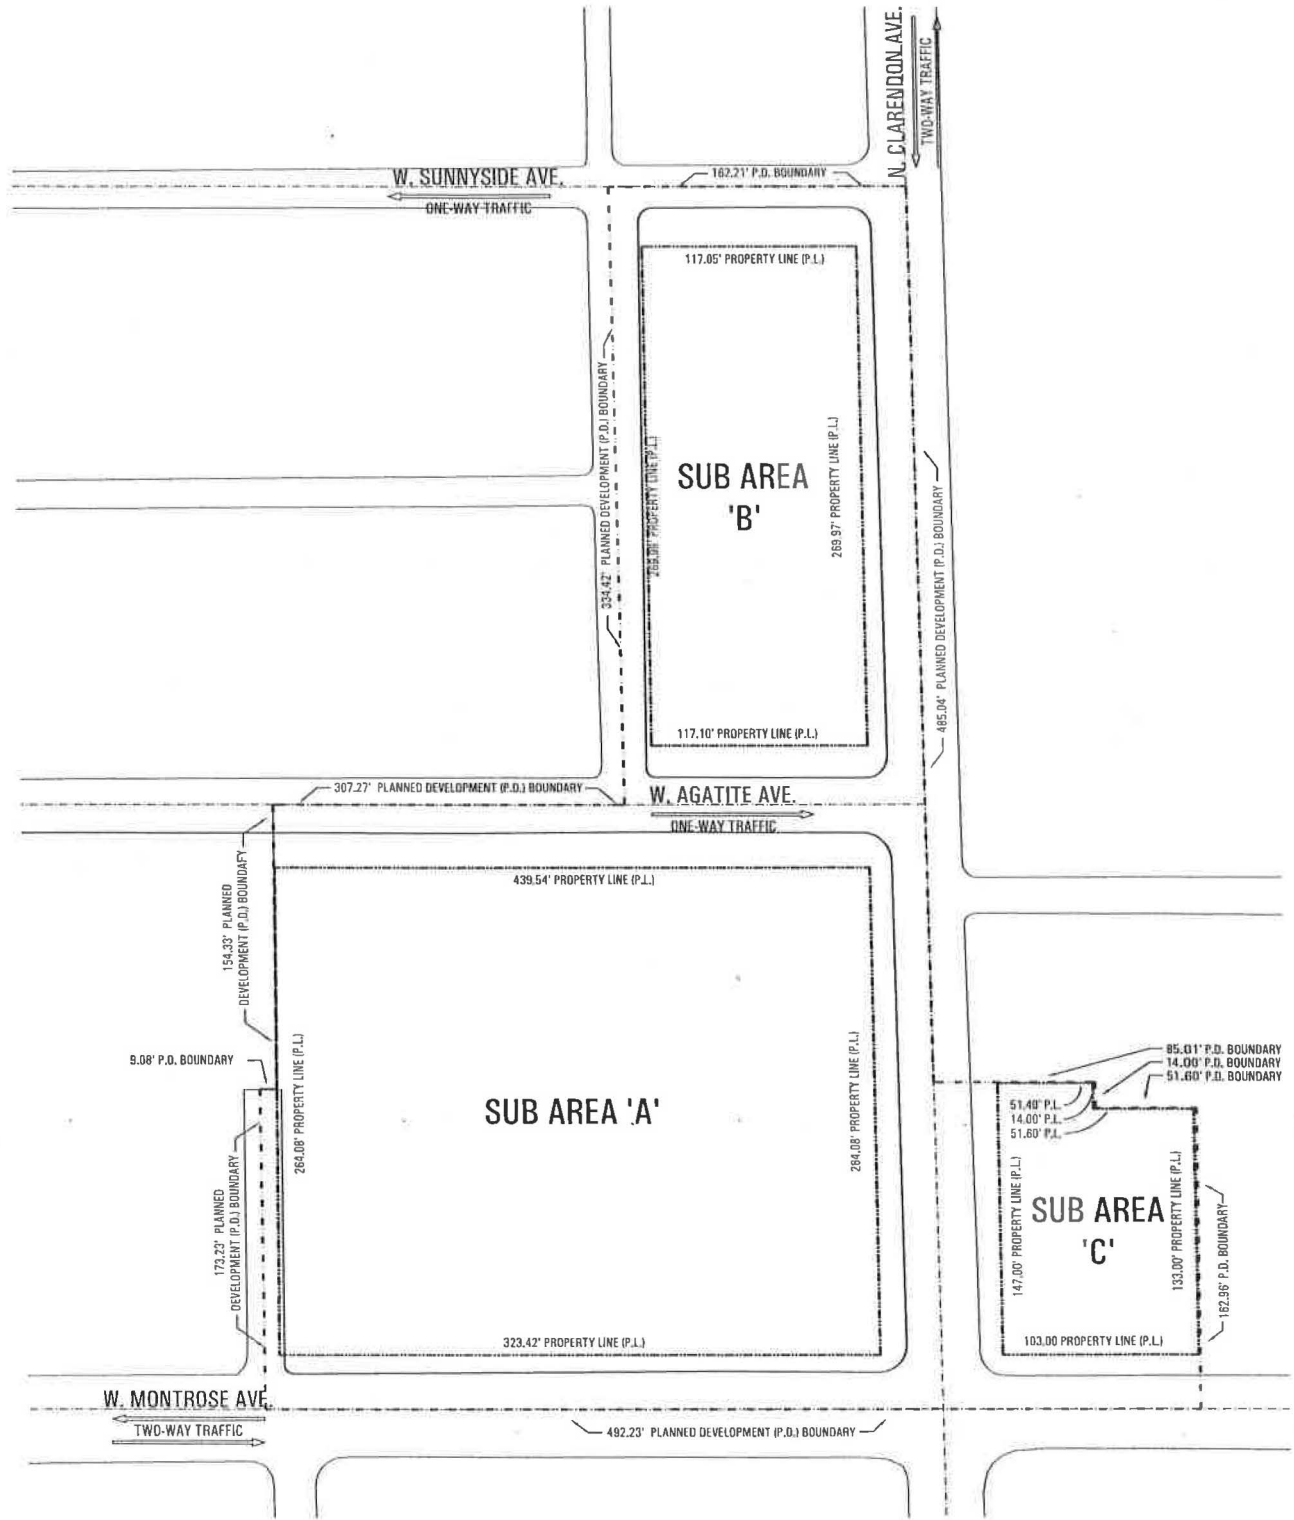 N. CLARENDON AVE.
TWO-WAY TRAFFIC
W. SUNNYSIDE AVE.
ONE-WAY TRAFFIC
162.21' P.D. BOUNDARY
117.05' PROPERTY LINE (P.L.)
334.42' PLANNED DEVELOPMENT (P.D.) BOUNDARY
PROPERTY LINE (P.L.)
SUB AREA
'B'
269.97' PROPERTY LINE (P.L.)
485.04' PLANNED DEVELOPMENT (P.D.) BOUNDARY
117.10' PROPERTY LINE (P.L.)
307.27' PLANNED DEVELOPMENT (P.D.) BOUNDARY
W. AGATITE AVE.
ONE-WAY TRAFFIC
439.54' PROPERTY LINE (P.L.)
154.33' PLANNED
DEVELOPMENT (P.D.) BOUNDARY
9.08' P.D. BOUNDARY
264.08' PROPERTY LINE (P.L.)
SUB AREA 'A'
264.08' PROPERTY LINE (P.L.)
85.01' P.D. BOUNDARY
14.00' P.D. BOUNDARY
51.60' P.D. BOUNDARY
51.40' P.L.
14.00' P.L.
51.60' P.L.
173.23' PLANNED
DEVELOPMENT (P.D.) BOUNDARY
147.00' PROPERTY LINE (P.L.)
SUB AREA
'C'
133.00' PROPERTY LINE (P.L.)
162.96' P.D. BOUNDARY
323.42' PROPERTY LINE (P.L.)
103.00 PROPERTY LINE (P.L.)
W. MONTROSE AVE.
TWO-WAY TRAFFIC
492.23' PLANNED DEVELOPMENT (P.D.) BOUNDARY